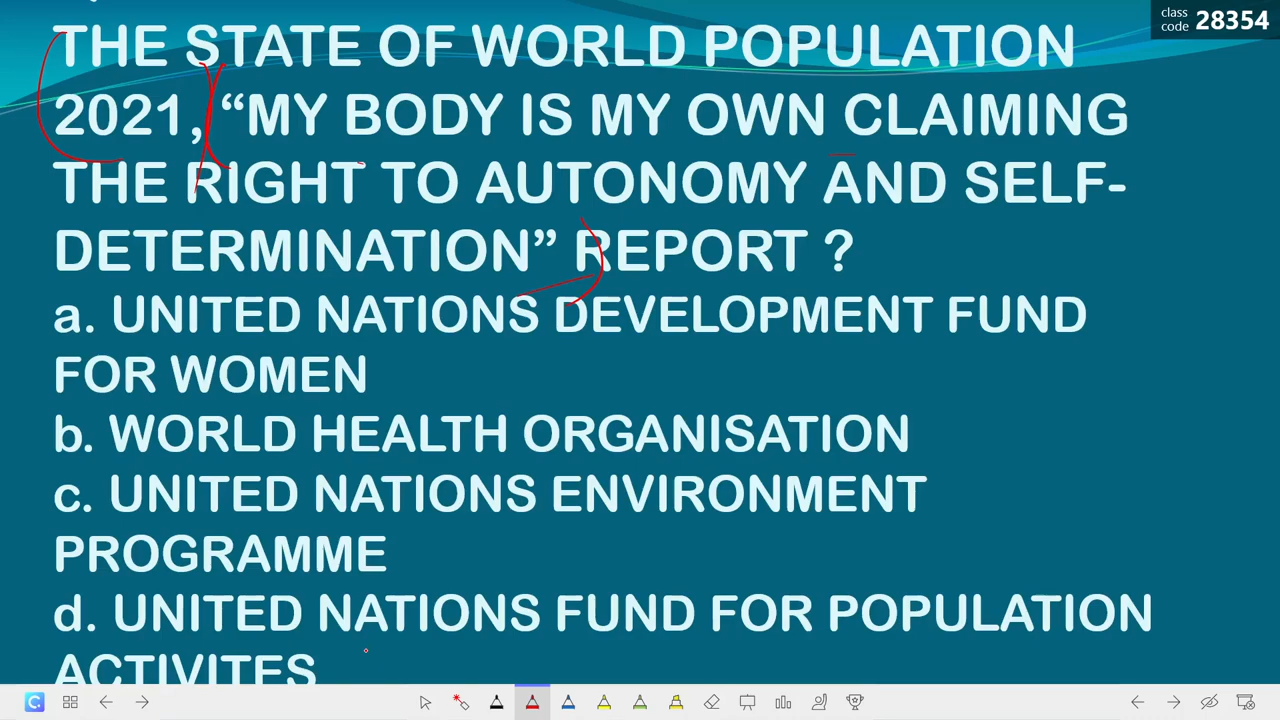 class
code 28354
THE STATE OF WORLD POPULATION
2021, “MY BODY IS MY OWN CLAIMING
THE RIGHT TO AUTONOMY AND SELF-
DETERMINATION” REPORT ?
a. UNITED NATIONS DEVELOPMENT FUND
FOR WOMEN
b. WORLD HEALTH ORGANISATION
c. UNITED NATIONS ENVIRONMENT
PROGRAMME
d. UNITED NATIONS FUND FOR POPULATION
ACTIVITES